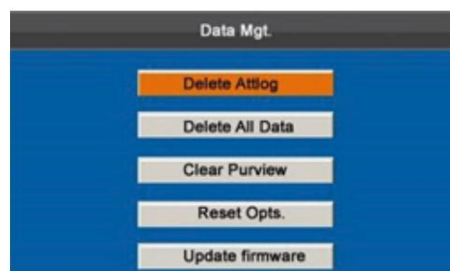 Data Mgt.
Delete Attlog
Delete All Data
Clear Purview
Reset Opts.
Update firmware